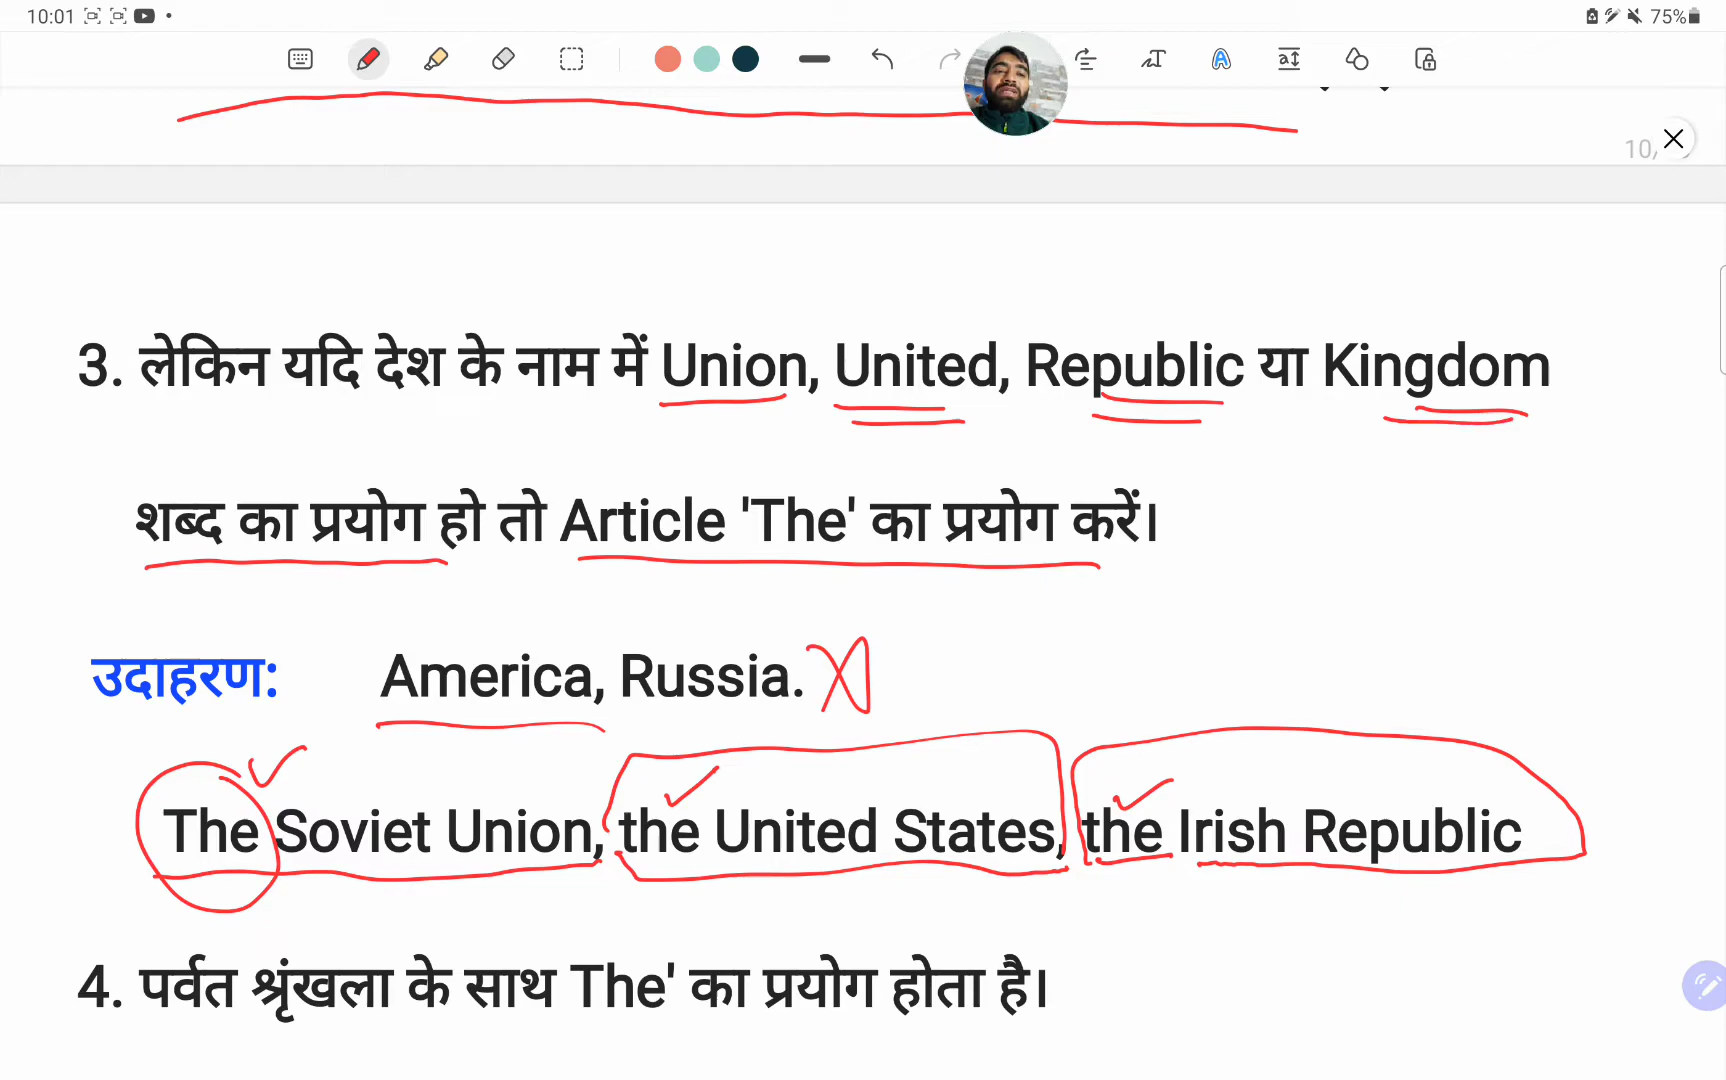 10:01
75%
10,
3. लेकिन यदि देश के नाम में Union, United, Republic या Kingdom
शब्द का प्रयोग हो तो Article 'The' का प्रयोग करें।
उदाहरण: America, Russia.
The Soviet Union, the United States, the Irish Republic
4. पर्वत श्रृंखला के साथ The' का प्रयोग होता है।